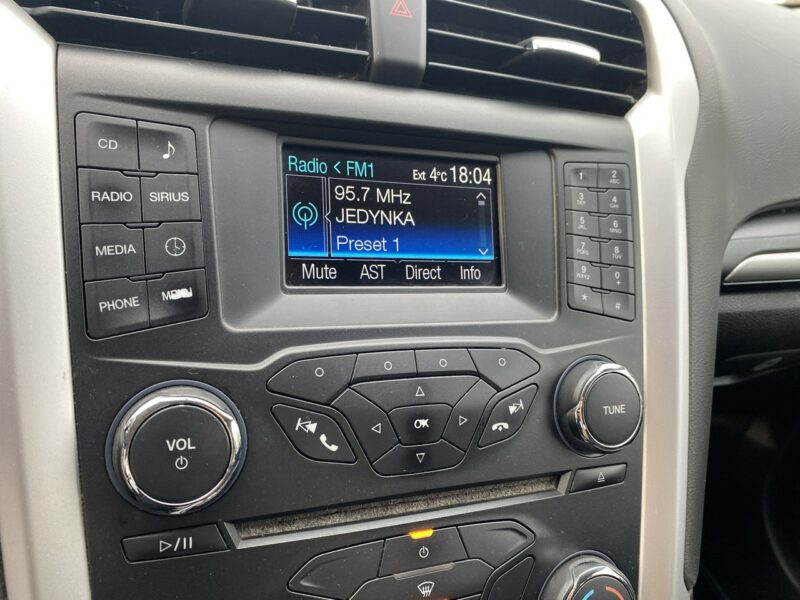 CD
RADIO SIRIUS
MEDIA
PHONE
Radio < FM1 Ext 4°C 18:04
95.7 MHz
JEDYNKA
Preset 1
Mute AST Direct Info
1 2 ABC
3 DEF 4 GHI
5 JKL 6 MNO
7 PQRS 8 TUV
9 WXYZ 0 +
* #
OK
VOL
TUNE